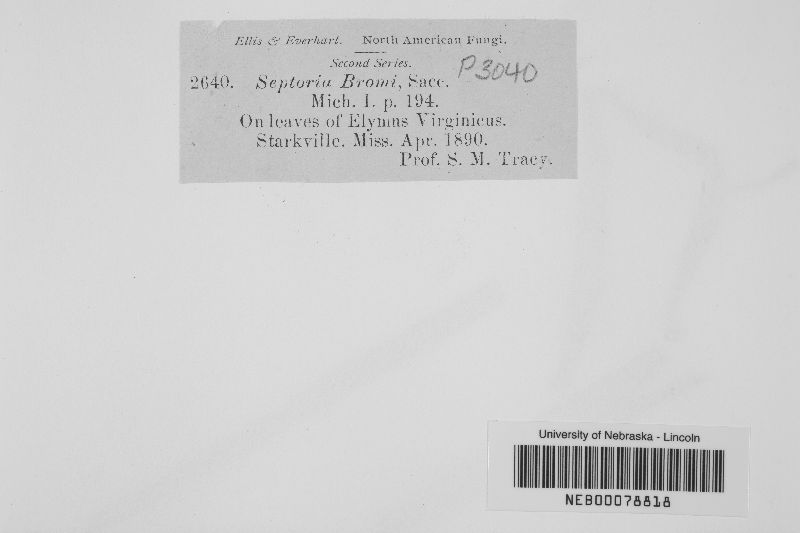 Ellis & Everhart. North American Fungi.
Second Series.
P3040
2640. Septoria Bromi, Sacc.
Mich. I. p. 194.
On leaves of Elymus Virginicus.
Starkville. Miss. Apr. 1890.
Prof. S. M. Tracy.
University of Nebraska - Lincoln
NEB00078818